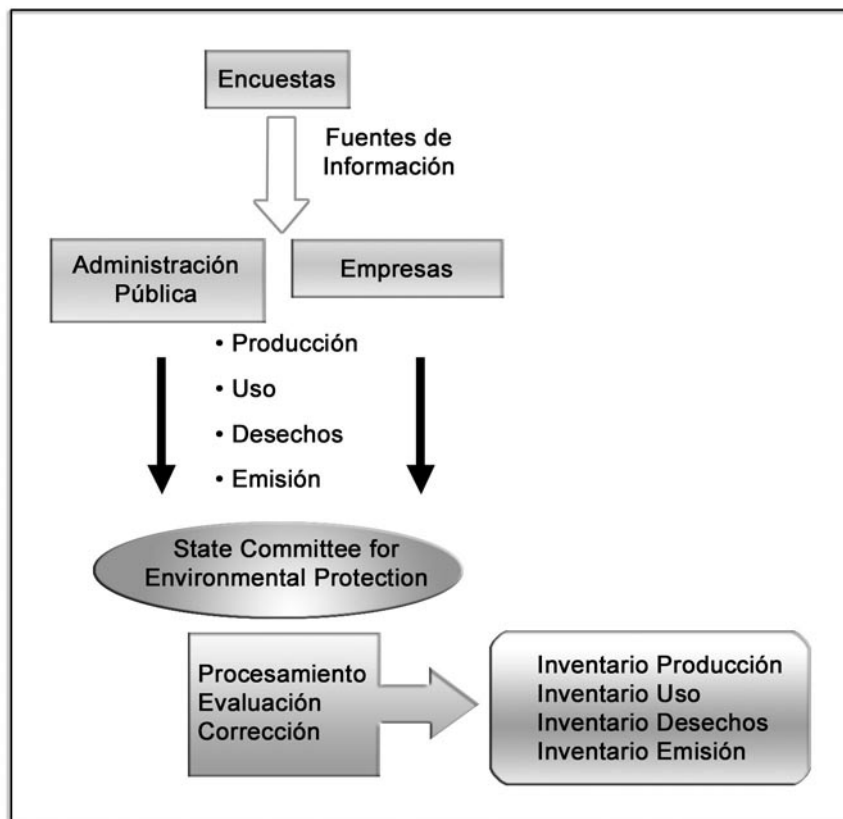 Encuestas
Fuentes de
Información
Administración
Pública
Empresas
• Producción
• Uso
• Desechos
• Emisión
State Committee for
Environmental Protection
Procesamiento
Evaluación
Corrección
Inventario Producción
Inventario Uso
Inventario Desechos
Inventario Emisión